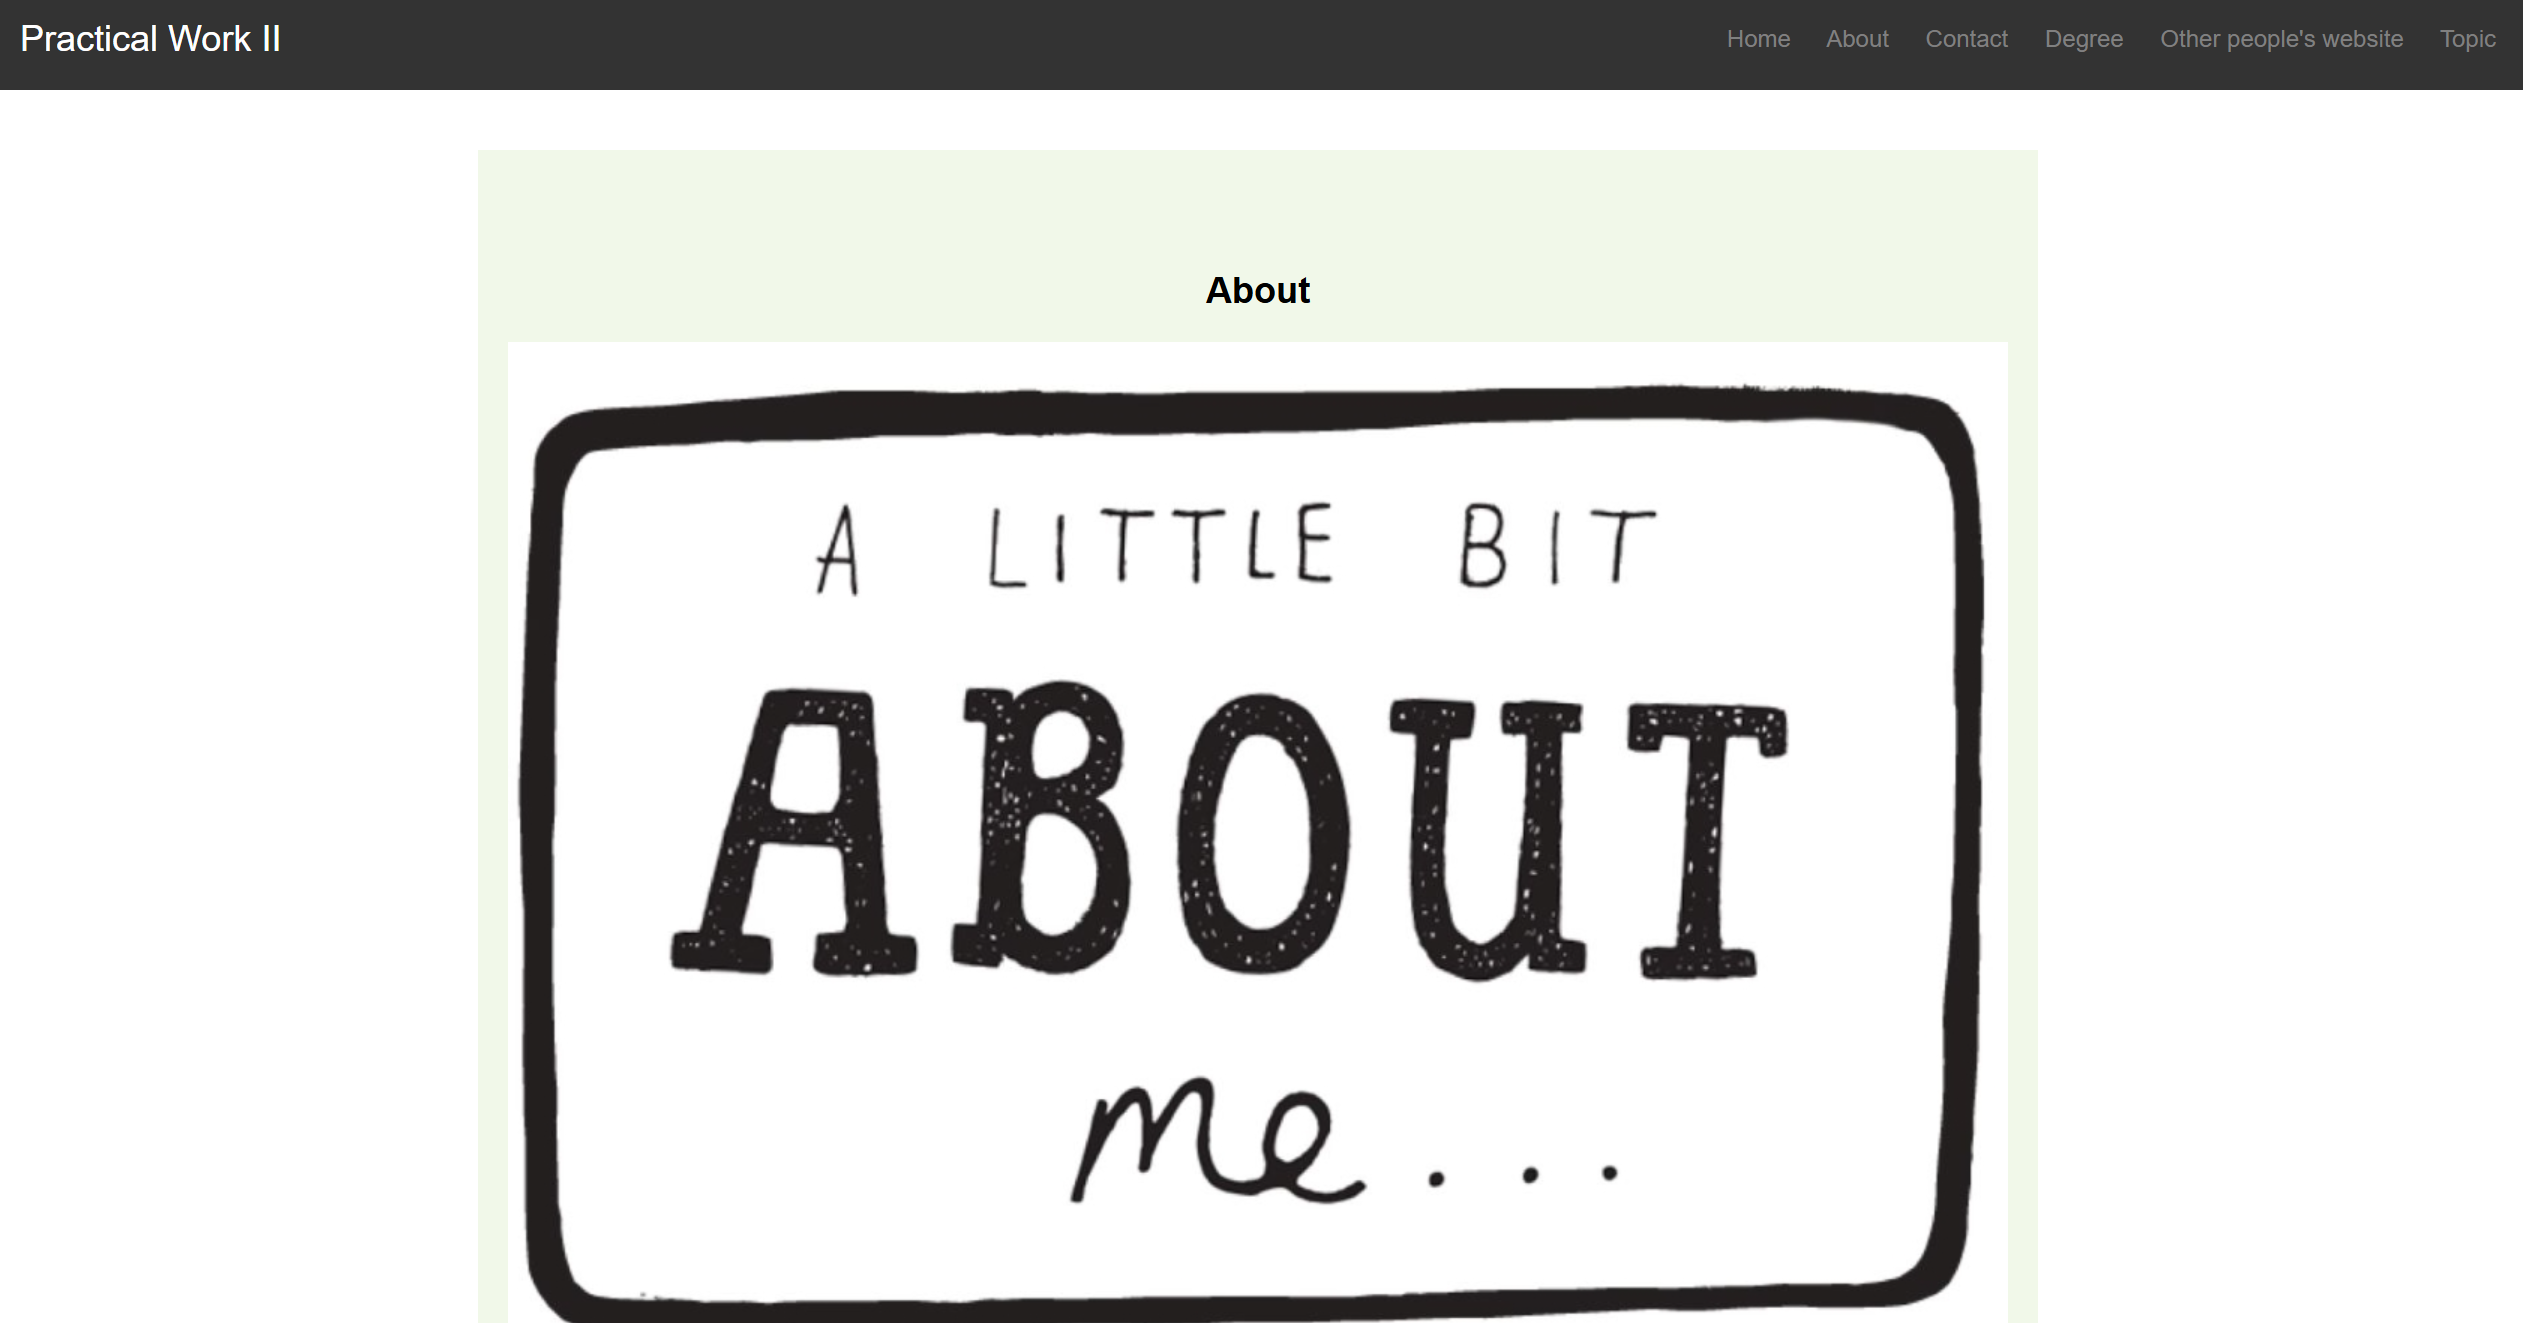 Practical Work II
Home About Contact Degree Other people's website Topic
About
A LITTLE BIT
ABOUT
me...